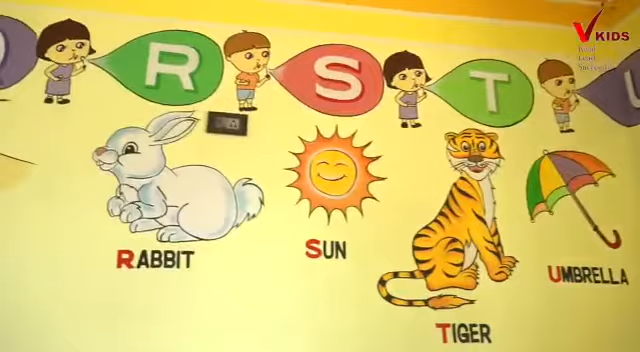 V KIDS
R
S
T
RABBIT
SUN
TIGER
UMBRELLA